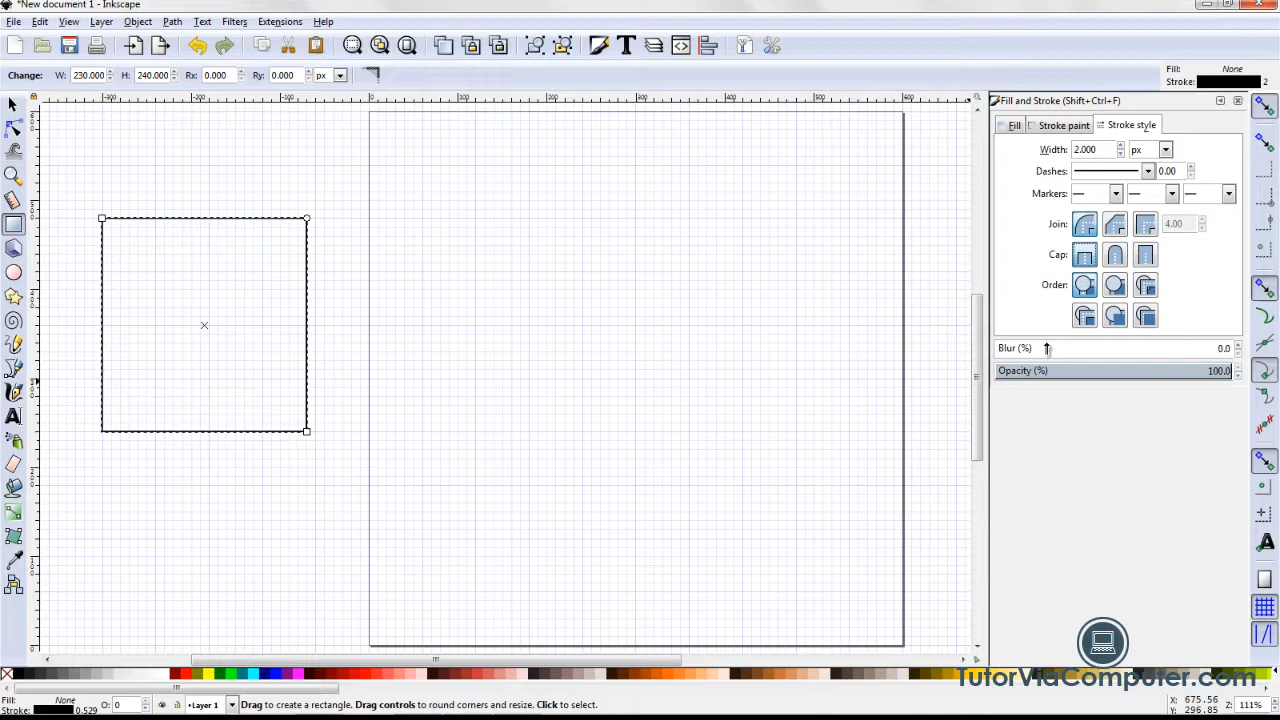 *New document 1 - Inkscape
File Edit View Layer Object Path Text Filters Extensions Help
Change: W: 230.000 H: 240.000 Rx: 0.000 Ry: 0.000 px
Fill: None
Stroke: 2
Fill and Stroke (Shift+Ctrl+F)
Fill Stroke paint Stroke style
Width: 2.000 px
Dashes: 0.00
Markers:
Join: 4.00
Cap:
Order:
Blur (%) 0.0
Opacity (%) 100.0
TutorViaComputer.com
Fill: None
Stroke: 0.529
O: 0
•Layer 1
Drag to create a rectangle. Drag controls to round corners and resize. Click to select.
X: 675.56
Y: 296.85
Z: 111%